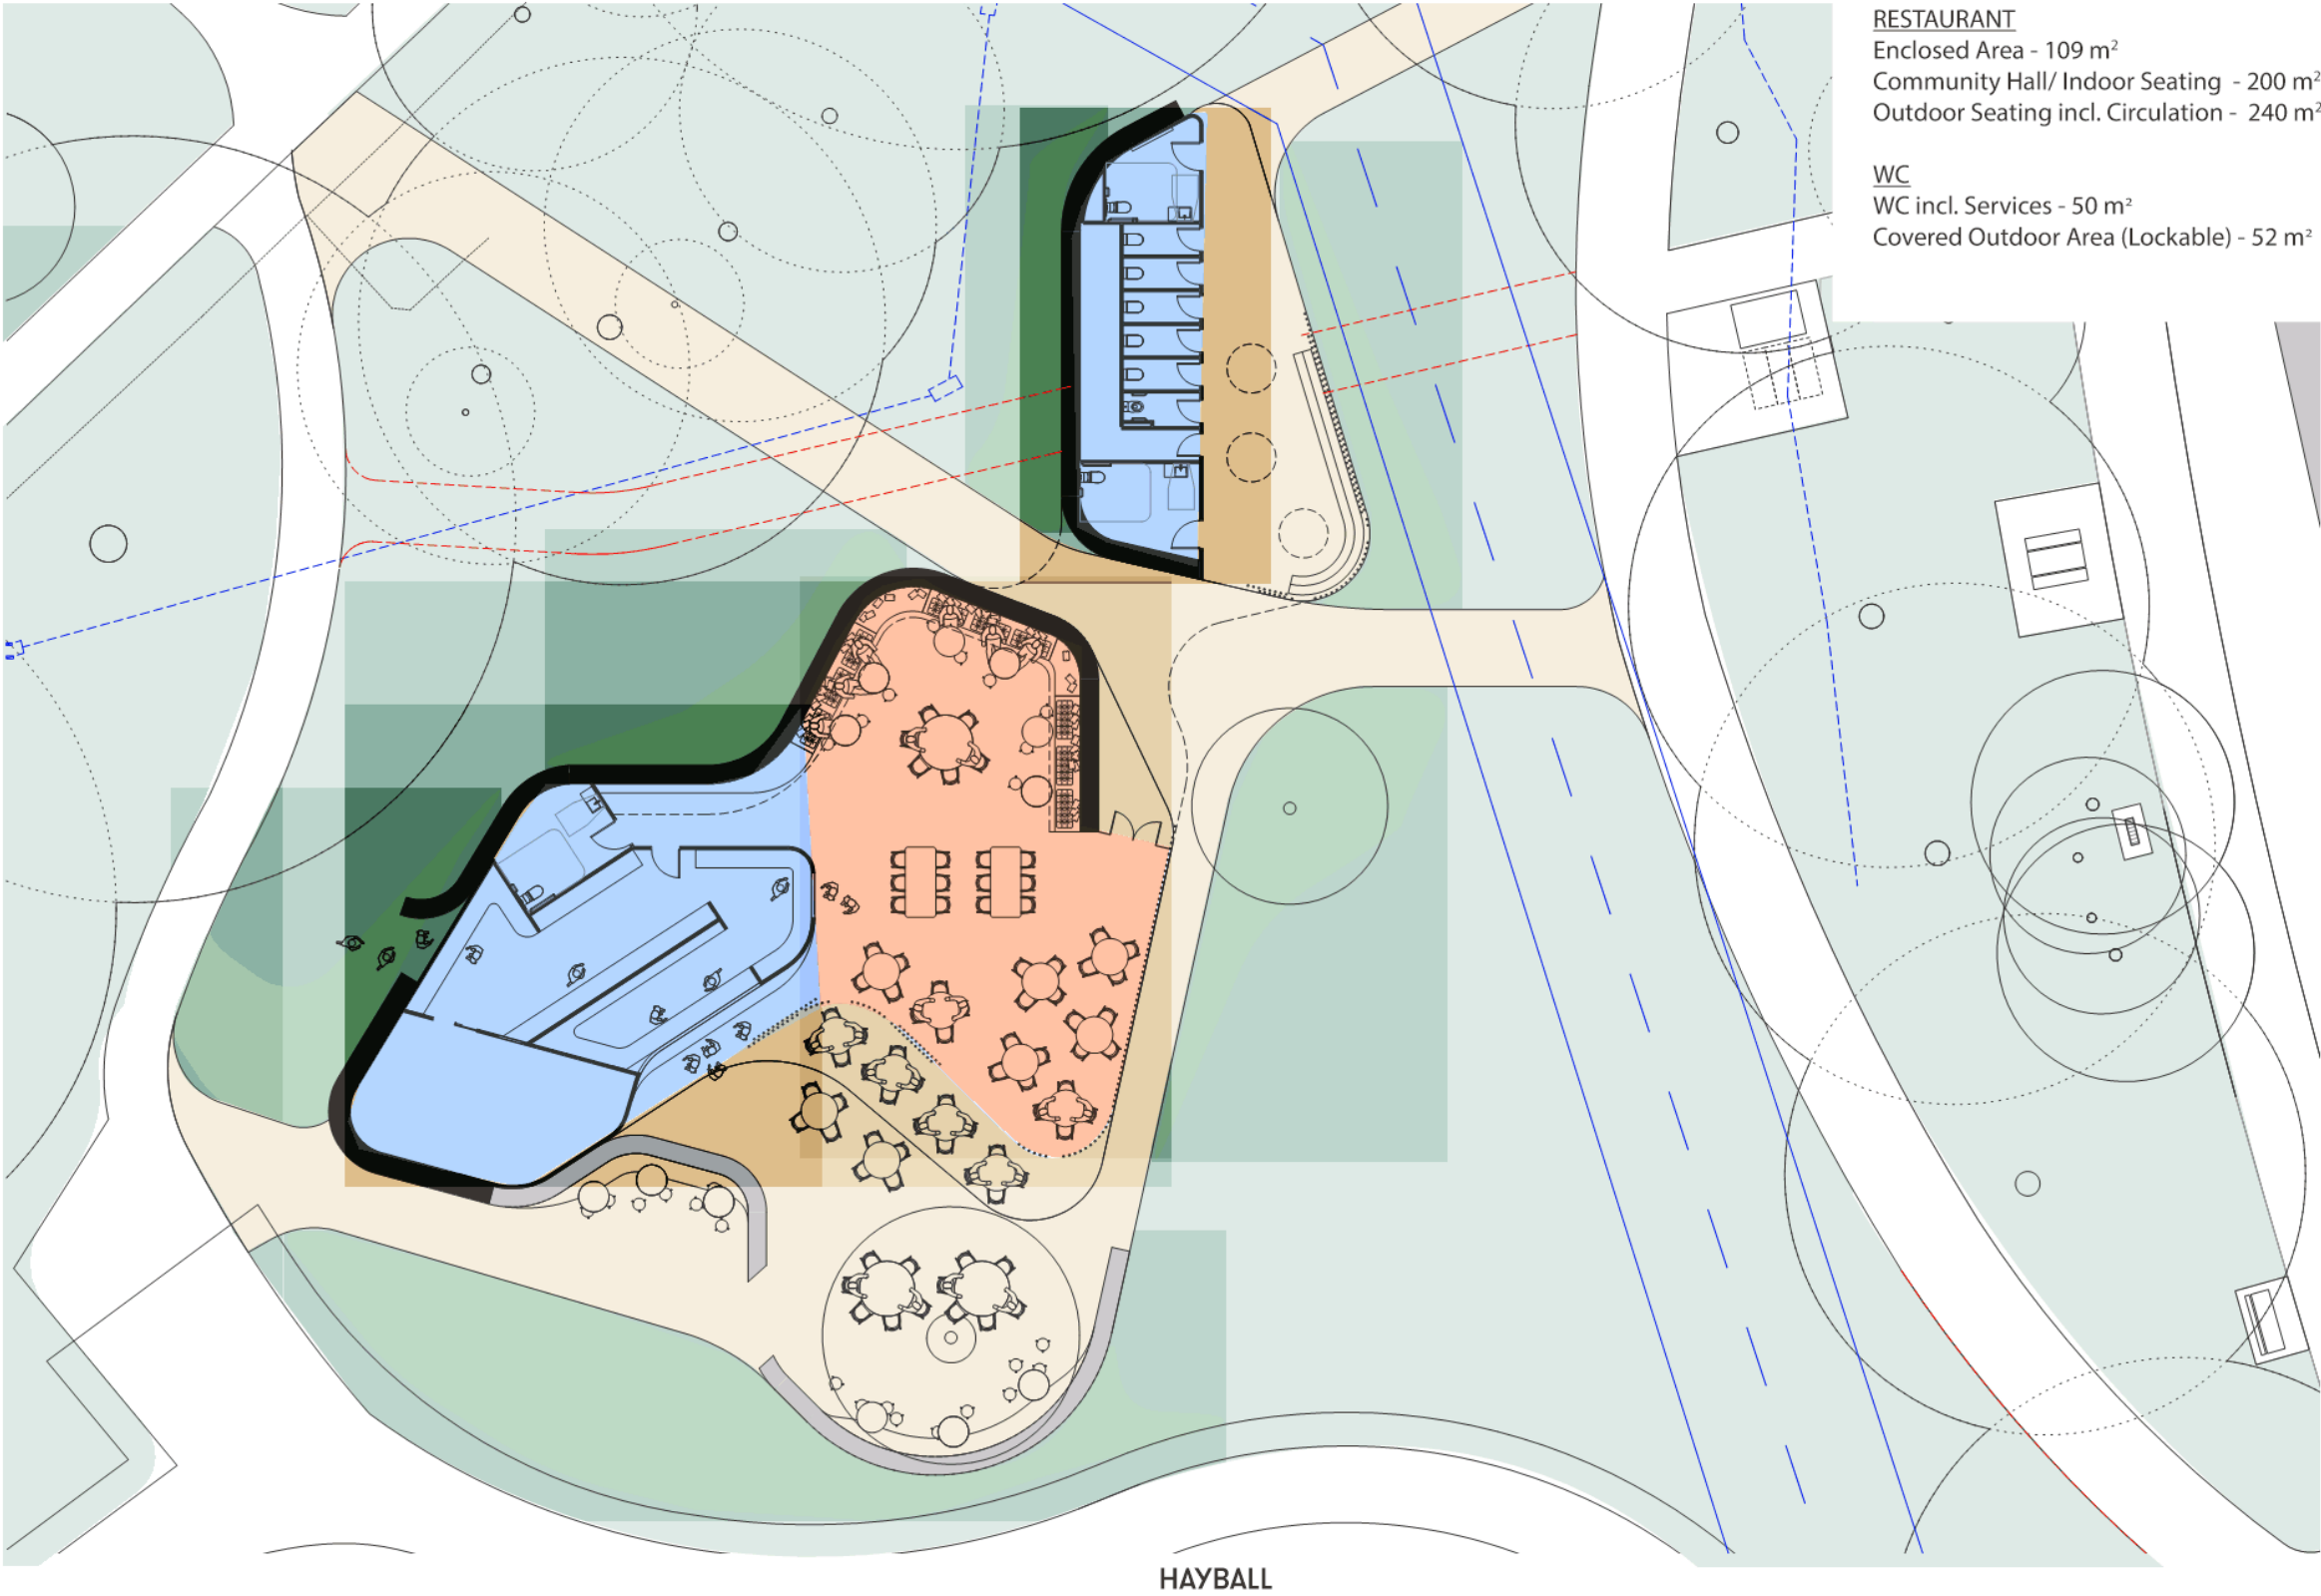 RESTAURANT
Enclosed Area - 109 m²
Community Hall/ Indoor Seating - 200 m²
Outdoor Seating incl. Circulation - 240 m²
WC
WC incl. Services - 50 m²
Covered Outdoor Area (Lockable) - 52 m²
HAYBALL